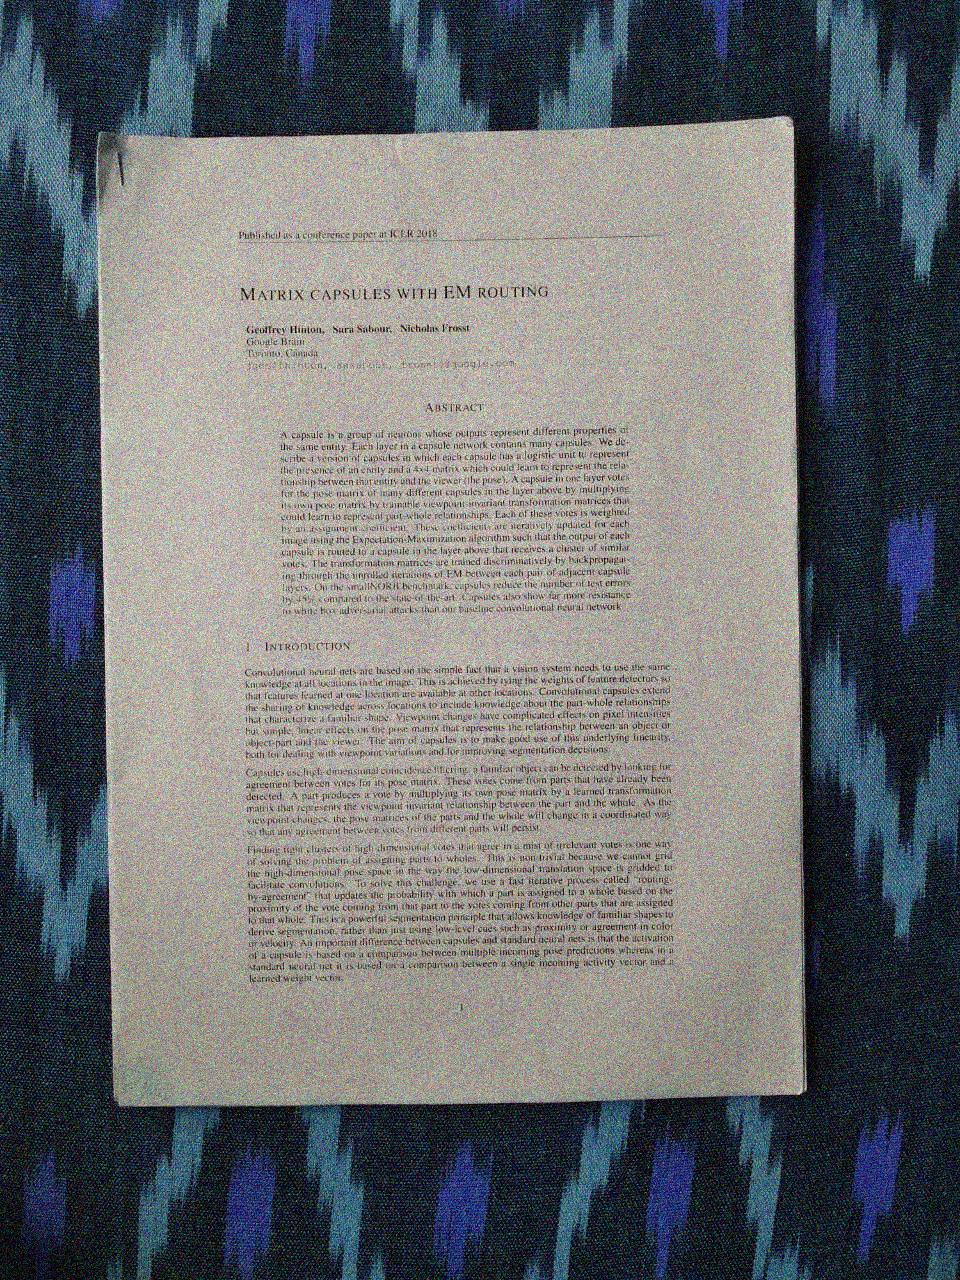 Published as a conference paper at ICLR 2018
MATRIX CAPSULES WITH EM ROUTING
Geoffrey Hinton, Sara Sabour, Nicholas Frosst
Google Brain
Toronto, Canada
ABSTRACT
A capsule is a group of neurons whose outputs represent different properties of
the same entity. Each layer in a capsule network contains many capsules. We de-
scribe a version of capsules in which each capsule has a logistic unit to represent
the presence of an entity and a 4x4 matrix which could learn to represent the rela-
tionship between that entity and the viewer (the pose). A capsule in one layer votes
for the pose matrix of many different capsules in the layer above by multiplying
its own pose matrix by trainable viewpoint-invariant transformation matrices that
could learn to represent part-whole relationships. Each of these votes is weighted
by an assignment coefficient. These coefficients are iteratively updated for each
image using the Expectation-Maximization algorithm such that the output of each
capsule is routed to a capsule in the layer above that receives a cluster of similar
votes. The transformation matrices are trained discriminatively by backpropagat-
ing through the unrolled iterations of EM between each pair of adjacent capsule
layers. On the smallNORB benchmark, capsules reduce the number of test errors
by 45% compared to the state-of-the-art. Capsules also show far more resistance
to white box adversarial attacks than our baseline convolutional neural network.
1 INTRODUCTION
Convolutional neural nets are based on the simple fact that a vision system needs to use the same
knowledge at all locations in the image. This is achieved by tying the weights of feature detectors so
that features learned at one location are available at other locations. Convolutional capsules extend
the sharing of knowledge across locations to include knowledge about the part-whole relationships
that characterize a familiar shape. Viewpoint changes have complicated effects on pixel intensities
but simple, linear effects on the pose matrix that represents the relationship between an object or
object-part and the viewer. The aim of capsules is to make good use of this underlying linearity,
both for dealing with viewpoint variations and for improving segmentation decisions.
Capsules use high-dimensional coincidence filtering: a familiar object can be detected by looking for
agreement between votes for its pose matrix. These votes come from parts that have already been
detected. A part produces a vote by multiplying its own pose matrix by a learned transformation
matrix that represents the viewpoint invariant relationship between the part and the whole. As the
viewpoint changes, the pose matrices of the parts and the whole will change in a coordinated way
so that any agreement between votes from different parts will persist.
Finding tight clusters of high-dimensional votes that agree in a mist of irrelevant votes is one way
of solving the problem of assigning parts to wholes. This is non-trivial because we cannot grid
the high-dimensional pose space in the way the low-dimensional translation space is gridded to
facilitate convolutions. To solve this challenge, we use a fast iterative process called "routing-
by-agreement" that updates the probability with which a part is assigned to a whole based on the
proximity of the vote coming from that part to the votes coming from other parts that are assigned
to that whole. This is a powerful segmentation principle that allows knowledge of familiar shapes to
derive segmentation, rather than just using low-level cues such as proximity or agreement in color
or velocity. An important difference between capsules and standard neural nets is that the activation
of a capsule is based on a comparison between multiple incoming pose predictions whereas in a
standard neural net it is based on a comparison between a single incoming activity vector and a
learned weight vector.
1